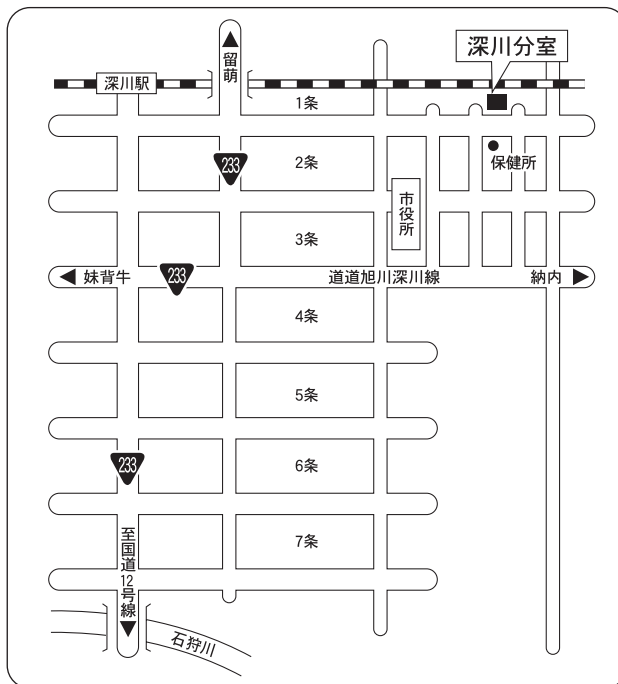 深川分室
留萌
深川駅
1条
233
2条
保健所
市役所
3条
妹背牛
233
道道旭川深川線
納内
4条
5条
233
6条
至国道12号線
7条
石狩川